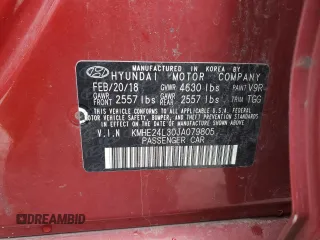 MANUFACTURED IN KOREA BY
HYUNDAI MOTOR COMPANY
FEB/20/18 GVWR 4630 lbs PAINT V9R
GAWR FRONT 2557 lbs GAWR REAR 2557 lbs TRIM TGG
THIS VEHICLE CONFORMS TO ALL APPLICABLE U.S. FEDERAL
MOTOR VEHICLE SAFETY, BUMPER, AND THEFT
PREVENTION STANDARDS IN EFFECT ON THE DATE OF
MANUFACTURE SHOWN ABOVE.
V.I.N KMHE24L30JA079805
PASSENGER CAR
DREAMBID